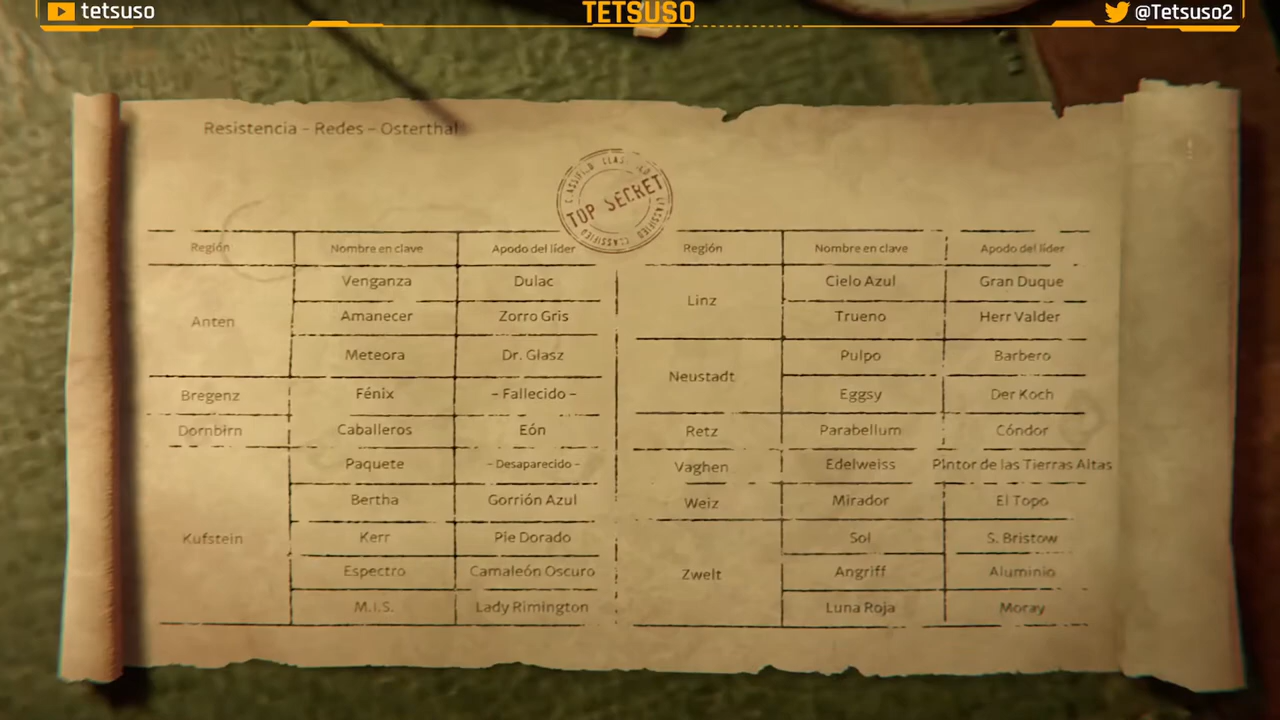 tetsuso
TETSUSO
@Tetsuso2
Resistencia – Redes – Osterthal
CLASSIFIED CLASSIFIED
TOP SECRET
CLASSIFIED CLASSIFIED
Región Nombre en clave Apodo del líder Región Nombre en clave Apodo del líder
Anten Venganza Dulac
Amanecer Zorro Gris
Meteora Dr. Glasz
Bregenz Fénix – Fallecido –
Dornbirn Caballeros Eón
Kufstein Paquete – Desaparecido –
Bertha Gorrión Azul
Kerr Pie Dorado
Espectro Camaleón Oscuro
M.I.S. Lady Rimington
Linz Cielo Azul Gran Duque
Trueno Herr Valder
Neustadt Pulpo Barbero
Eggsy Der Koch
Retz Parabellum Cóndor
Vaghen Edelweiss Pintor de las Tierras Altas
Weiz Mirador El Topo
Zwelt Sol S. Bristow
Angriff Aluminio
Luna Roja Moray